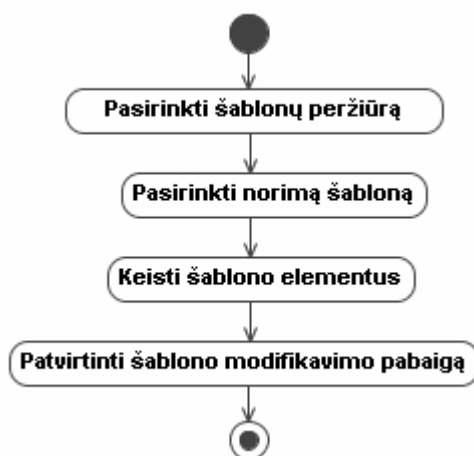 Pasirinkti šablonų peržiūrą
Pasirinkti norimą šabloną
Keisti šablono elementus
Patvirtinti šablono modifikavimo pabaigą